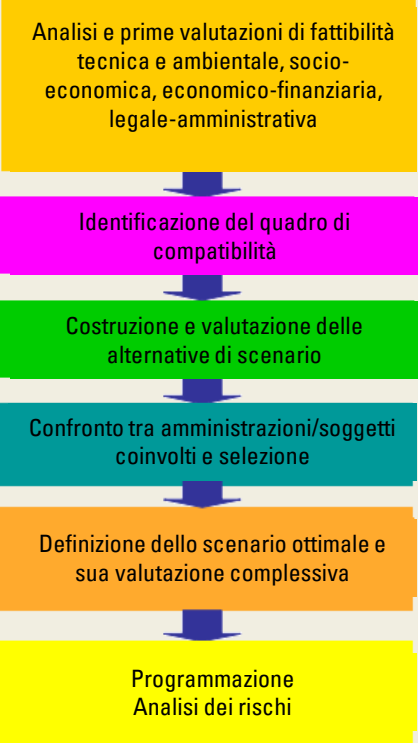 Analisi e prime valutazioni di fattibilità
tecnica e ambientale, socio-
economica, economico-finanziaria,
legale-amministrativa
Identificazione del quadro di
compatibilità
Costruzione e valutazione delle
alternative di scenario
Confronto tra amministrazioni/soggetti
coinvolti e selezione
Definizione dello scenario ottimale e
sua valutazione complessiva
Programmazione
Analisi dei rischi